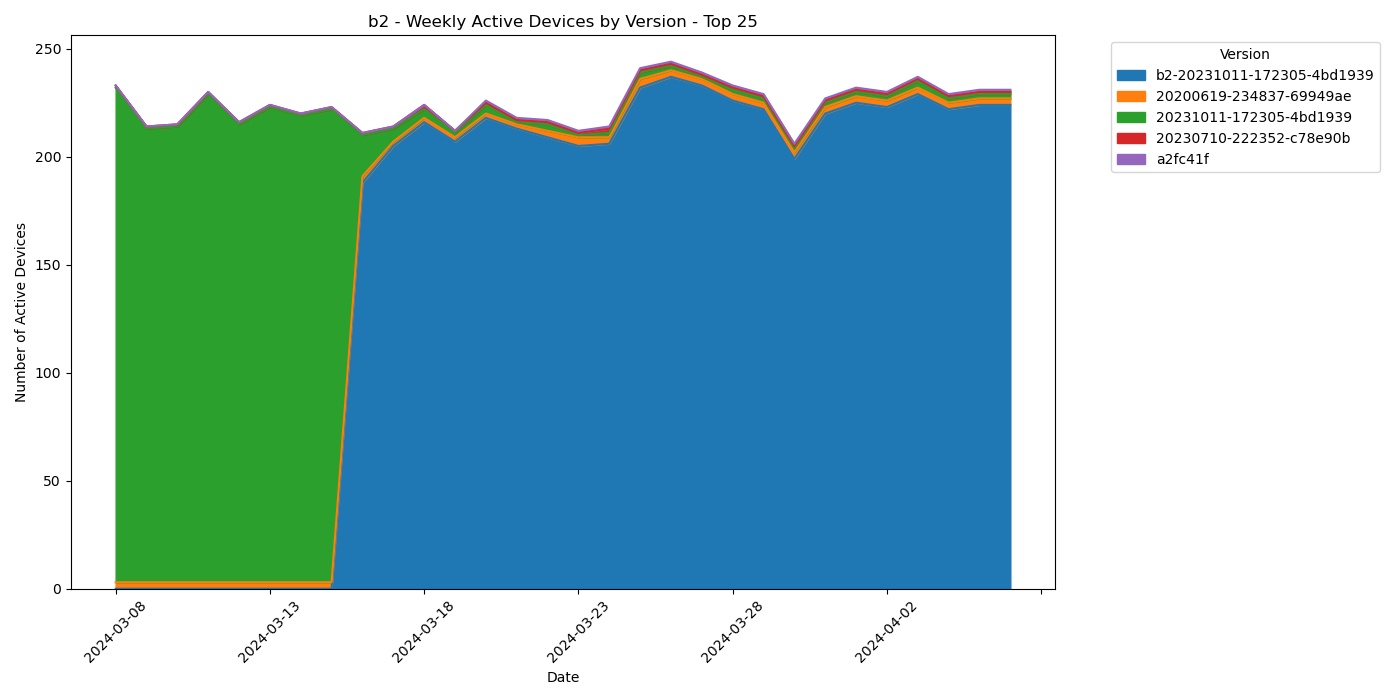 b2 - Weekly Active Devices by Version - Top 25
250
200
150
100
50
0
Number of Active Devices
2024-03-08
2024-03-13
2024-03-18
2024-03-23
2024-03-28
2024-04-02
Date
Version
b2-20231011-172305-4bd1939
20200619-234837-69949ae
20231011-172305-4bd1939
20230710-222352-c78e90b
a2fc41f